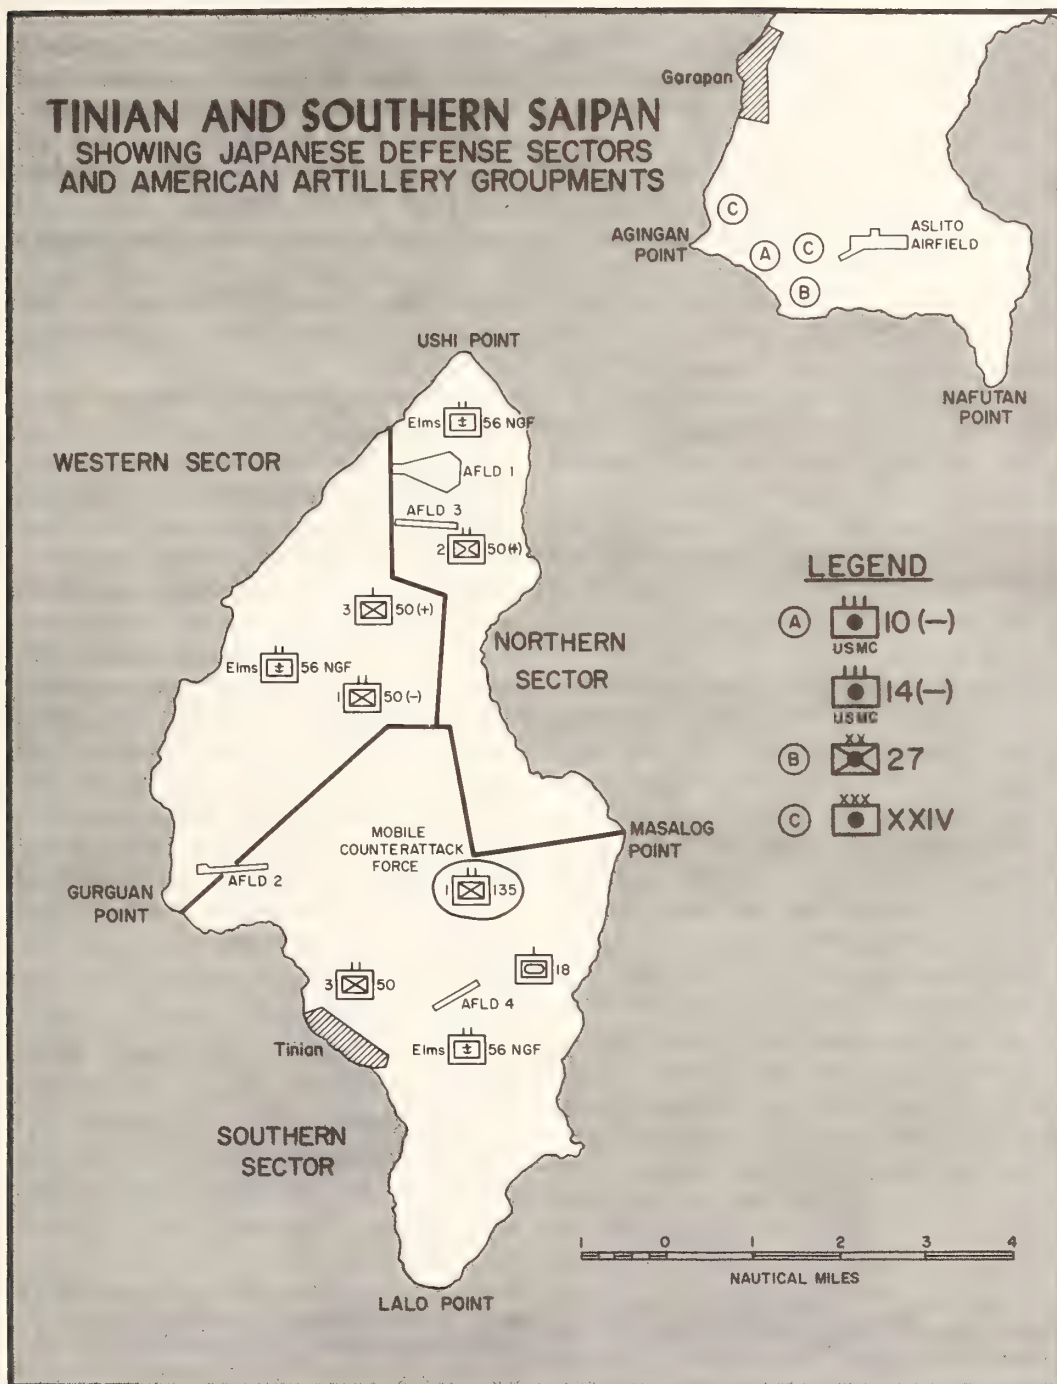 TINIAN AND SOUTHERN SAIPAN
SHOWING JAPANESE DEFENSE SECTORS
AND AMERICAN ARTILLERY GROUPMENTS
Garapan
AGINGAN
POINT
C
A
C
B
ASLITO
AIRFIELD
NAFUTAN
POINT
USHI POINT
Elms 56 NGF
WESTERN SECTOR
AFLD 1
AFLD 3
2 50(+)
3 50(+)
NORTHERN
SECTOR
Elms 56 NGF
1 50(-)
MOBILE
COUNTERATTACK
FORCE
1 135
MASALOG
POINT
AFLD 2
GURGUAN
POINT
18
3 50
AFLD 4
Tinian
Elms 56 NGF
SOUTHERN
SECTOR
LALO POINT
LEGEND
A III 10(—)
USMC
III 14(—)
USMC
B XX 27
C XXX XXIV
1 0 1 2 3 4
NAUTICAL MILES